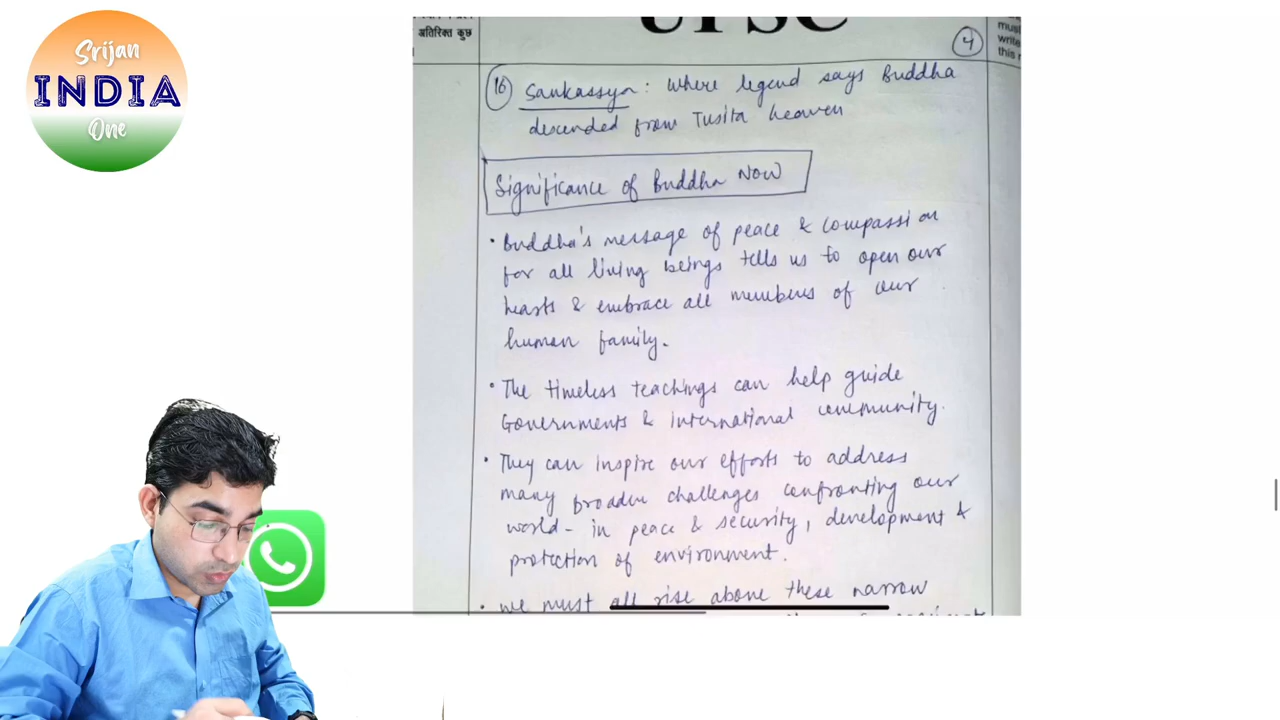 Srijan
INDIA
One
अतिरिक्त कुछ
UPSC
4
must
write
this
16 Sankassya: Where legend says Buddha
descended from Tusita heaven
Significance of Buddha Now
• Buddha's message of peace & compassion
for all living beings tells us to open our
hearts & embrace all members of our
human family.
• The timeless teachings can help guide
Governments & international community.
• They can inspire our efforts to address
many broader challenges confronting our
world - in peace & security, development &
protection of environment.
• We must all rise above these narrow